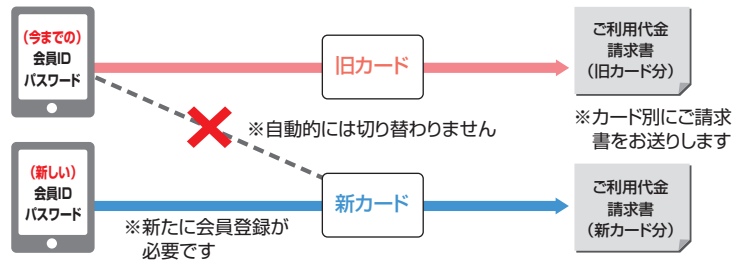 (今までの)
会員ID
パスワード
旧カード
ご利用代金
請求書
(旧カード分)
※自動的には切り替わりません
※カード別にご請求
書をお送りします
(新しい)
会員ID
パスワード
※新たに会員登録が
必要です
新カード
ご利用代金
請求書
(新カード分)